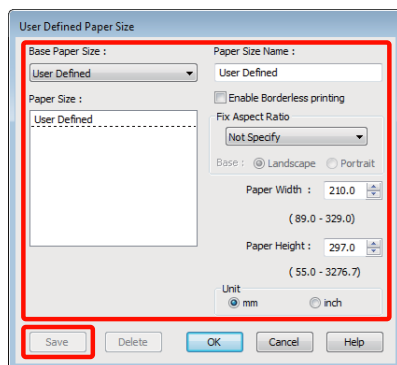 User Defined Paper Size
Base Paper Size :
User Defined
Paper Size :
User Defined
Paper Size Name :
User Defined
Enable Borderless printing
Fix Aspect Ratio
Not Specify
Base : Landscape Portrait
Paper Width : 210.0
( 89.0 - 329.0)
Paper Height : 297.0
( 55.0 - 3276.7)
Unit
mm inch
Save Delete OK Cancel Help